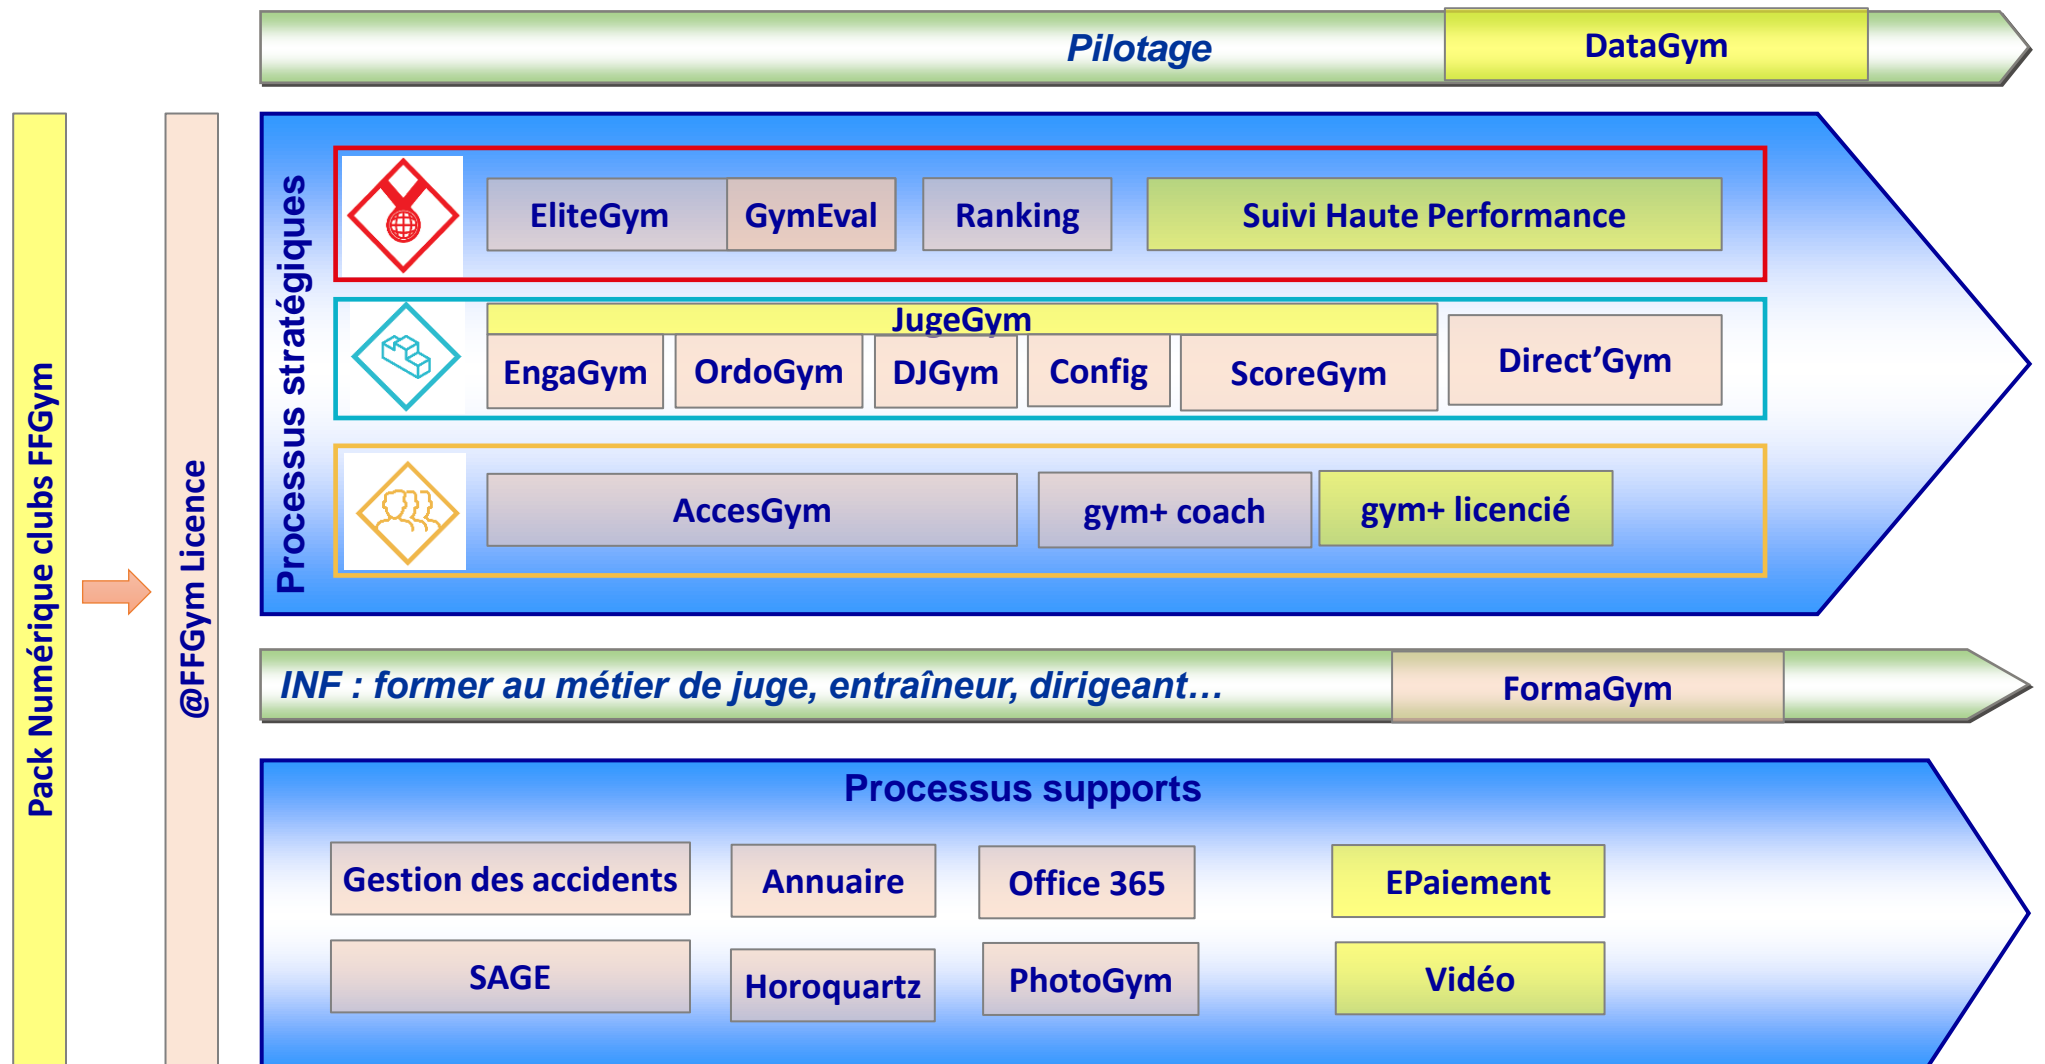 Pilotage
DataGym
Pack Numérique clubs FFGym
@FFGym Licence
Processus stratégiques
EliteGym
GymEval
Ranking
Suivi Haute Performance
JugeGym
EngaGym
OrdoGym
DJGym
Config
ScoreGym
Direct’Gym
AccesGym
gym+ coach
gym+ licencié
INF : former au métier de juge, entraîneur, dirigeant…
FormaGym
Processus supports
Gestion des accidents
Annuaire
Office 365
EPaiement
SAGE
Horoquartz
PhotoGym
Vidéo